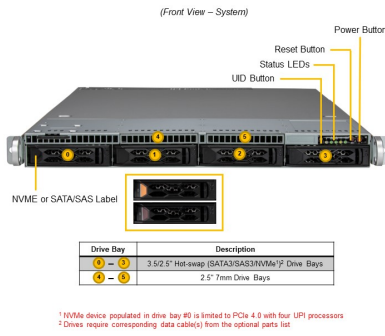 (Front View – System)
Power Button
Reset Button
Status LEDs
UID Button
4 5
0 1 2 3
NVME or SATA/SAS Label
Drive Bay Description
0 – 3 3.5/2.5" Hot-swap (SATA3/SAS3/NVMe¹)² Drive Bays
4 – 5 2.5" 7mm Drive Bays
¹ NVMe device populated in drive bay #0 is limited to PCIe 4.0 with four UPI processors
² Drives require corresponding data cable(s) from the optional parts list